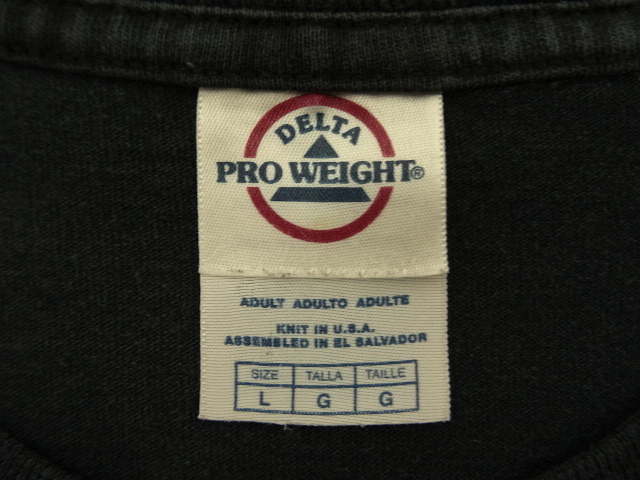 DELTA
PRO WEIGHT®
ADULT ADULTO ADULTE
KNIT IN U.S.A.
ASSEMBLED IN EL SALVADOR
SIZE TALLA TAILLE
L G G